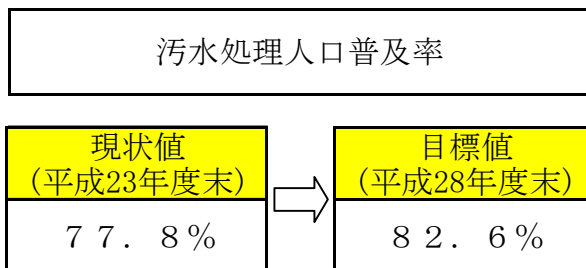 汚水処理人口普及率
現状値
(平成23年度末)
77.8%
目標値
(平成28年度末)
82.6%